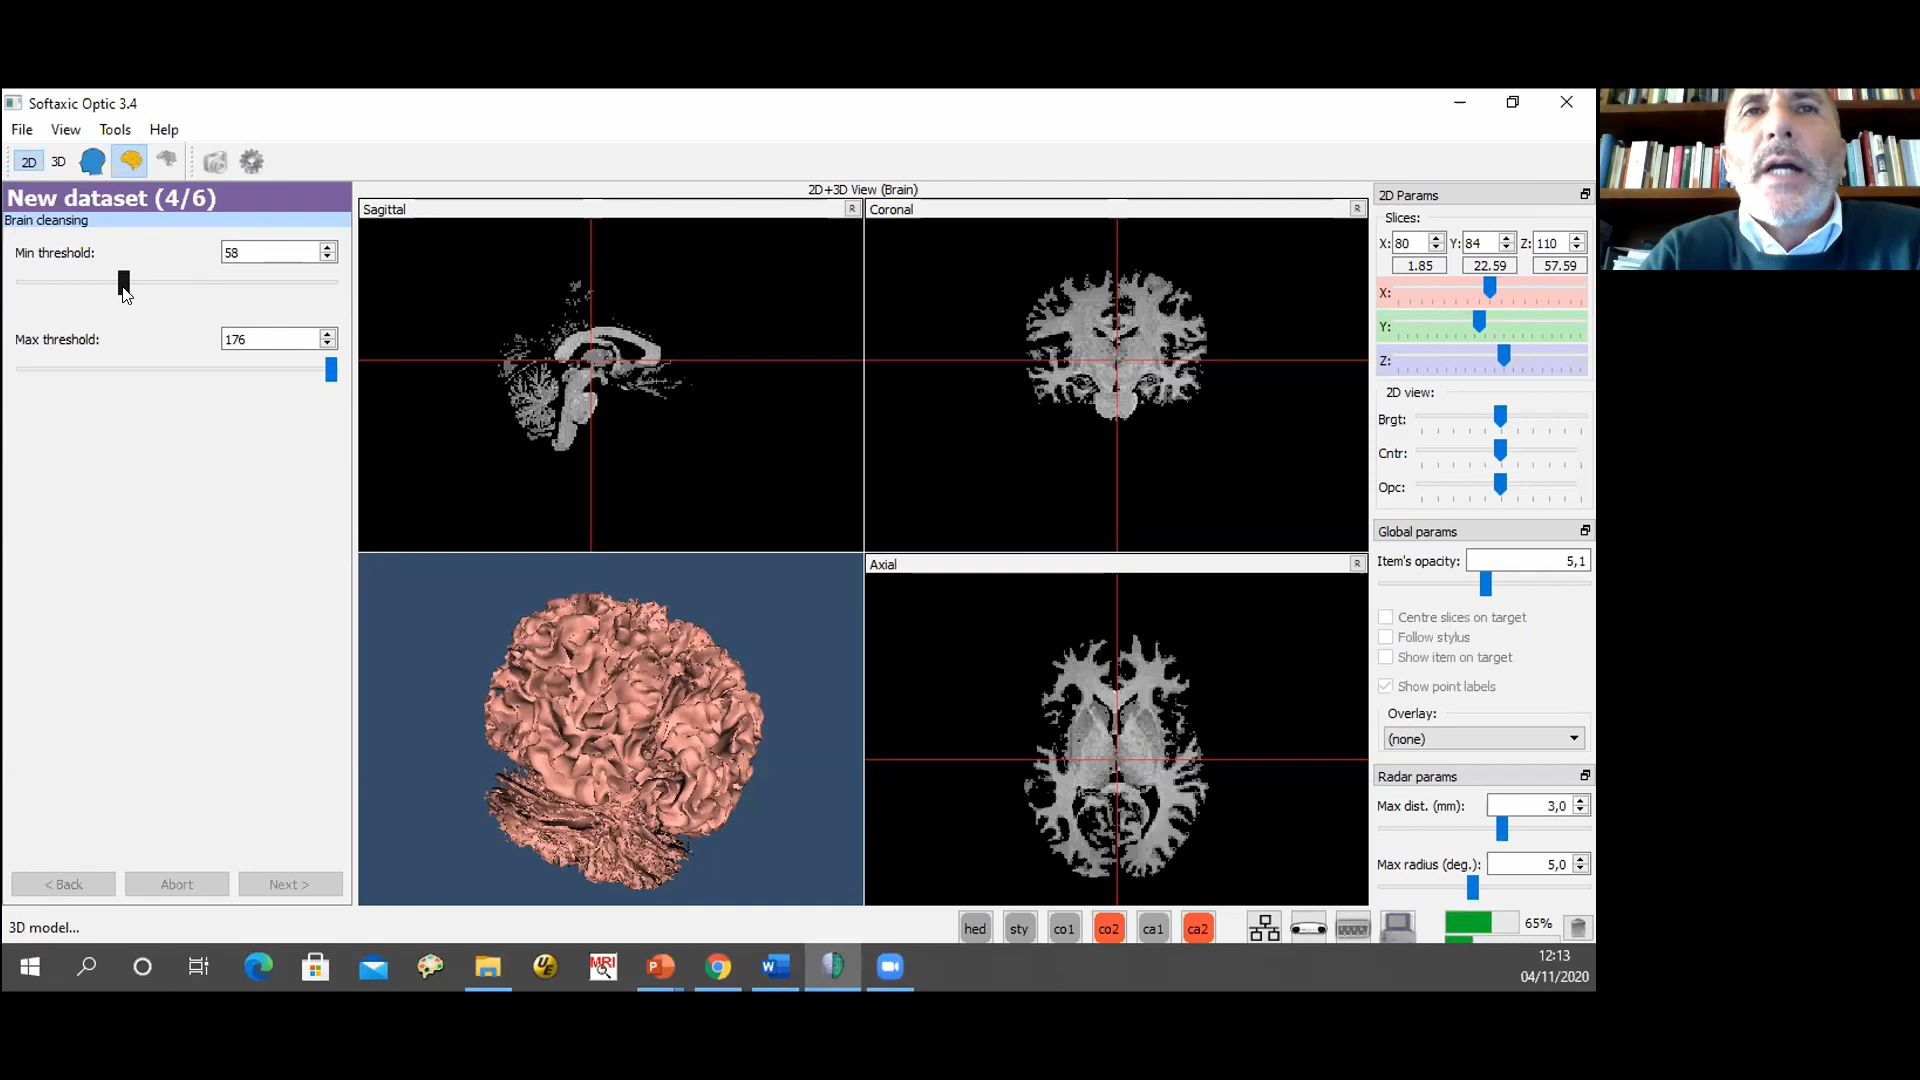 Softaxic Optic 3.4
File View Tools Help
2D 3D
New dataset (4/6)
Brain cleansing
Min threshold: 58
Max threshold: 176
< Back Abort Next >
3D model...
2D+3D View (Brain)
Sagittal R
Coronal R
Axial R
2D Params
Slices:
X: 80 Y: 84 Z: 110
1.85 22.59 57.59
X:
Y:
Z:
2D view:
Brgt:
Cntr:
Opc:
Global params
Item's opacity: 5,1
Centre slices on target
Follow stylus
Show item on target
Show point labels
Overlay:
(none)
Radar params
Max dist. (mm): 3,0
Max radius (deg.): 5,0
hed sty co1 co2 ca1 ca2
65%
UE
MRI
P
W
12:13
04/11/2020